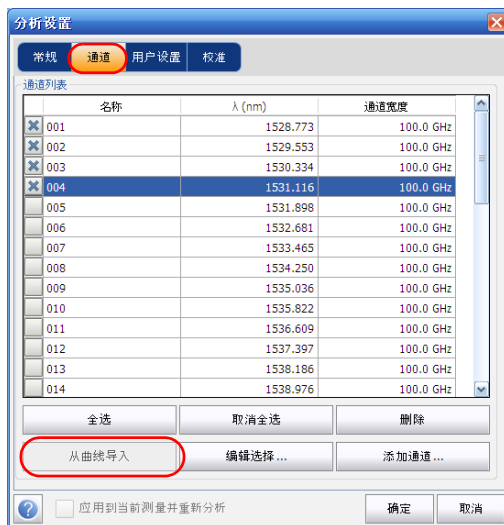 分析设置
常规 通道 用户设置 校准
通道列表
名称 λ (nm) 通道宽度
001 1528.773 100.0 GHz
002 1529.553 100.0 GHz
003 1530.334 100.0 GHz
004 1531.116 100.0 GHz
005 1531.898 100.0 GHz
006 1532.681 100.0 GHz
007 1533.465 100.0 GHz
008 1534.250 100.0 GHz
009 1535.036 100.0 GHz
010 1535.822 100.0 GHz
011 1536.609 100.0 GHz
012 1537.397 100.0 GHz
013 1538.186 100.0 GHz
014 1538.976 100.0 GHz
全选 取消全选 删除
从曲线导入 编辑选择... 添加通道...
? 应用到当前测量并重新分析 确定 取消